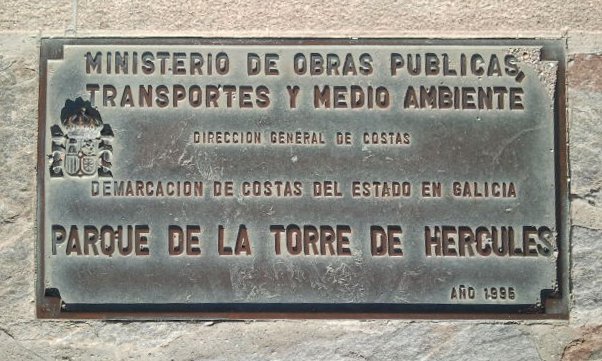 MINISTERIO DE OBRAS PUBLICAS,
TRANSPORTES Y MEDIO AMBIENTE
DIRECCION GENERAL DE COSTAS
DEMARCACION DE COSTAS DEL ESTADO EN GALICIA
PARQUE DE LA TORRE DE HERCULES
AÑO 1995